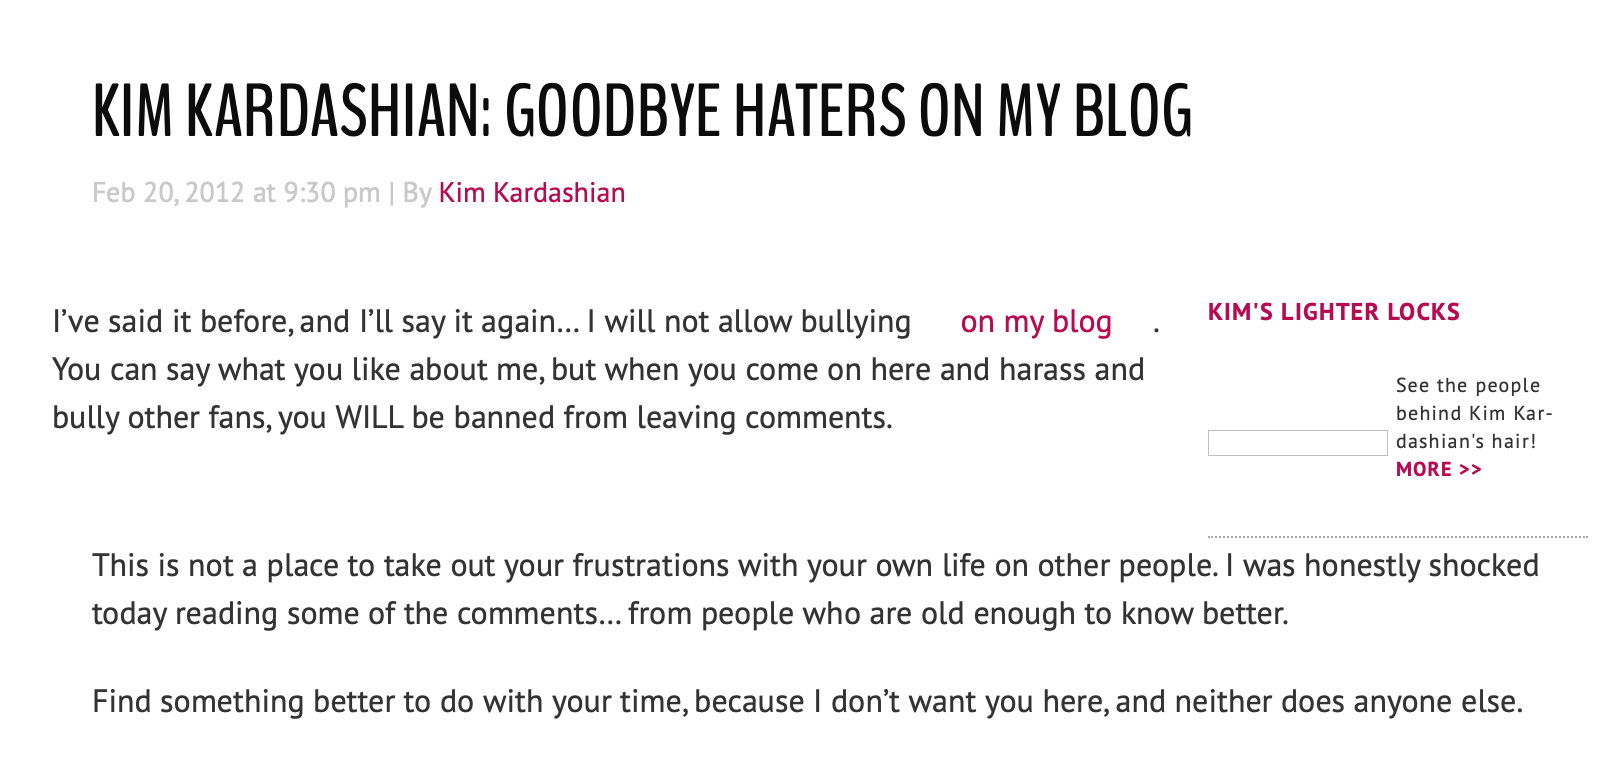 KIM KARDASHIAN: GOODBYE HATERS ON MY BLOG
Feb 20, 2012 at 9:30 pm | By Kim Kardashian
I’ve said it before, and I’ll say it again… I will not allow bullying on my blog .
You can say what you like about me, but when you come on here and harass and
bully other fans, you WILL be banned from leaving comments.
KIM'S LIGHTER LOCKS
See the people
behind Kim Kar-
dashian's hair!
MORE >>
This is not a place to take out your frustrations with your own life on other people. I was honestly shocked
today reading some of the comments… from people who are old enough to know better.
Find something better to do with your time, because I don’t want you here, and neither does anyone else.